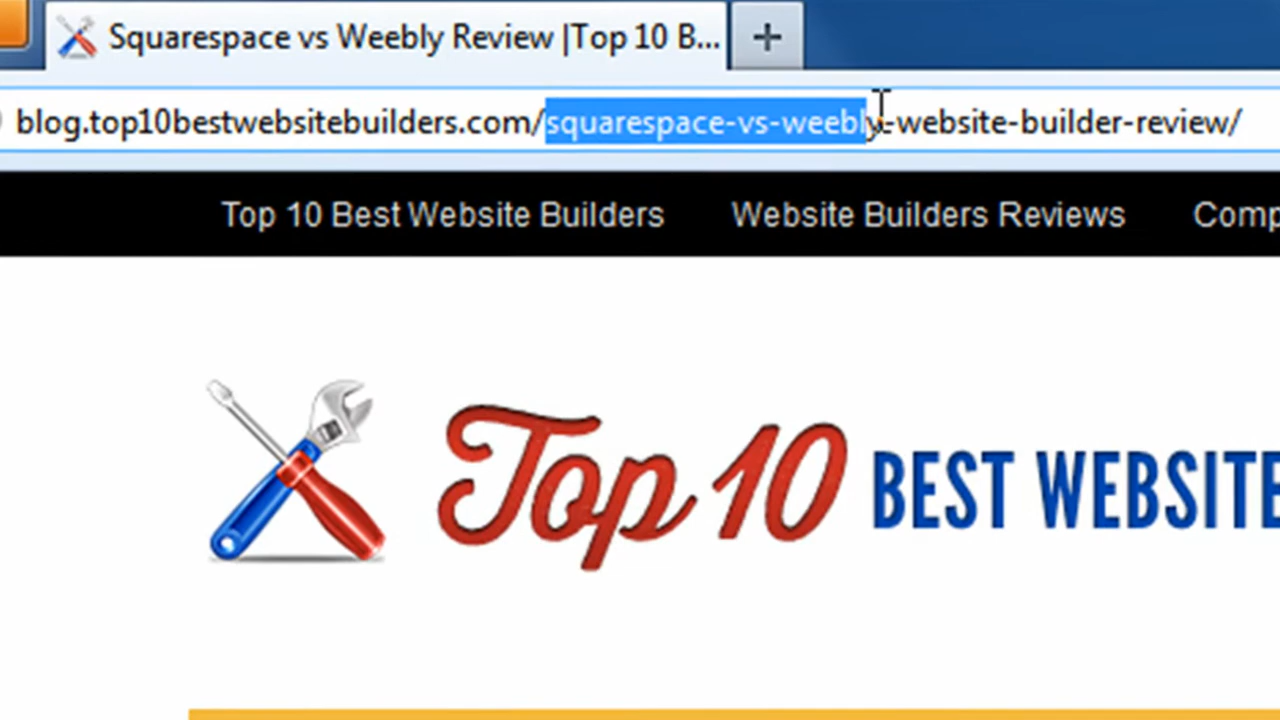 Squarespace vs Weebly Review |Top 10 B...
blog.top10bestwebsitebuilders.com/squarespace-vs-weebly-website-builder-review/
Top 10 Best Website Builders Website Builders Reviews Comp
Top 10 BEST WEBSITE